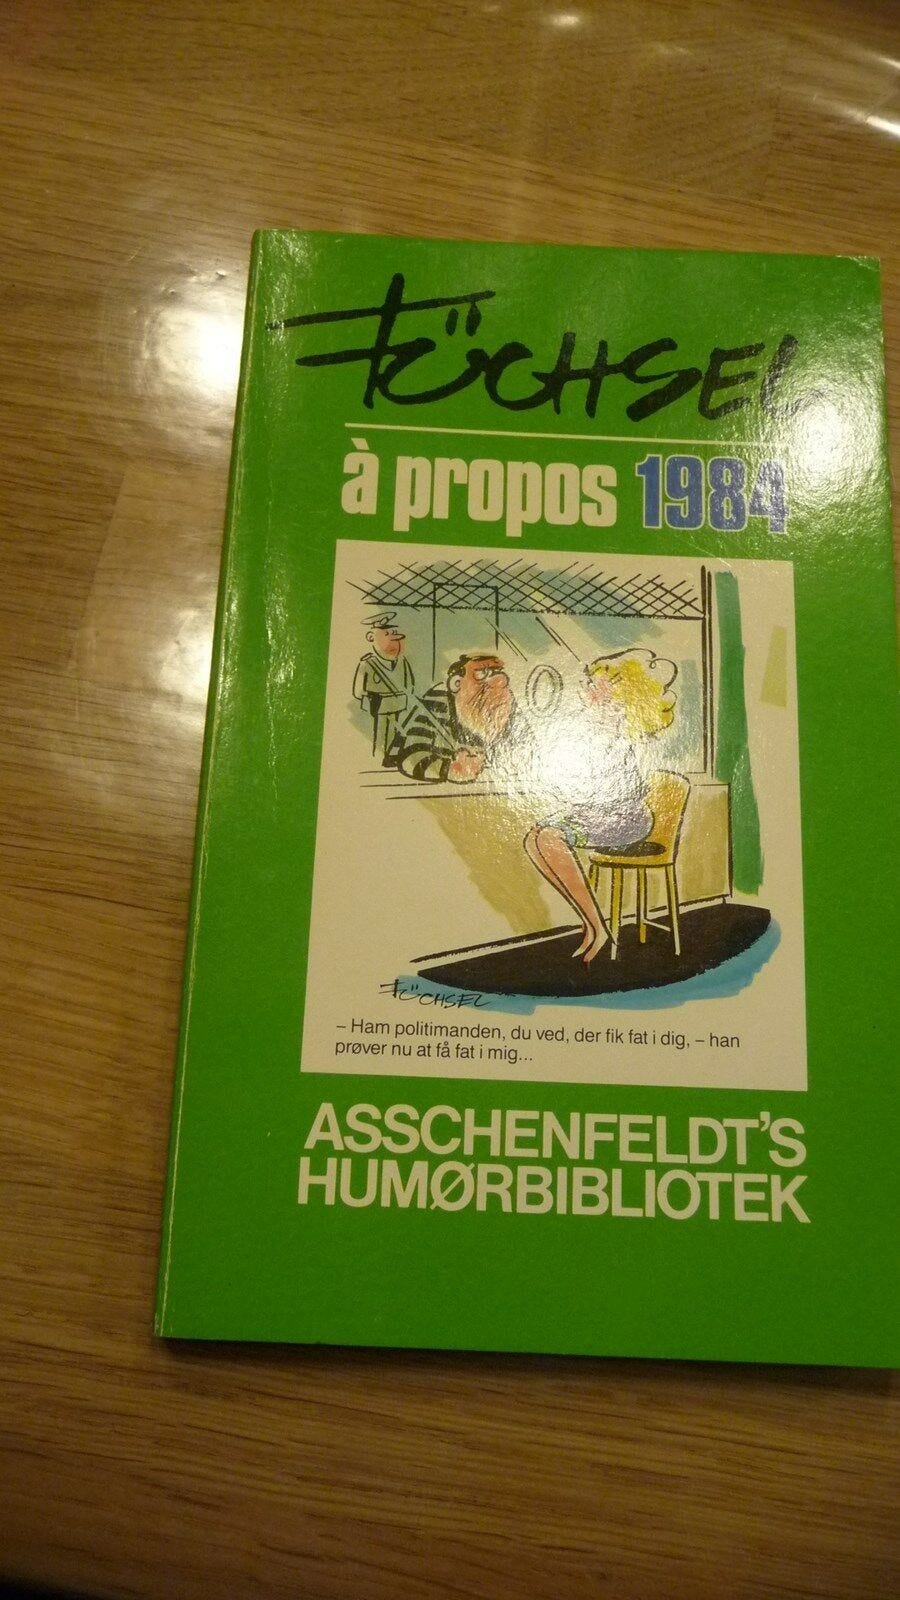 FÜCHSEL
à propos 1984
FÜCHSEL
– Ham politimanden, du ved, der fik fat i dig, – han
prøver nu at få fat i mig...
ASSCHENFELDT'S
HUMØRBIBLIOTEK